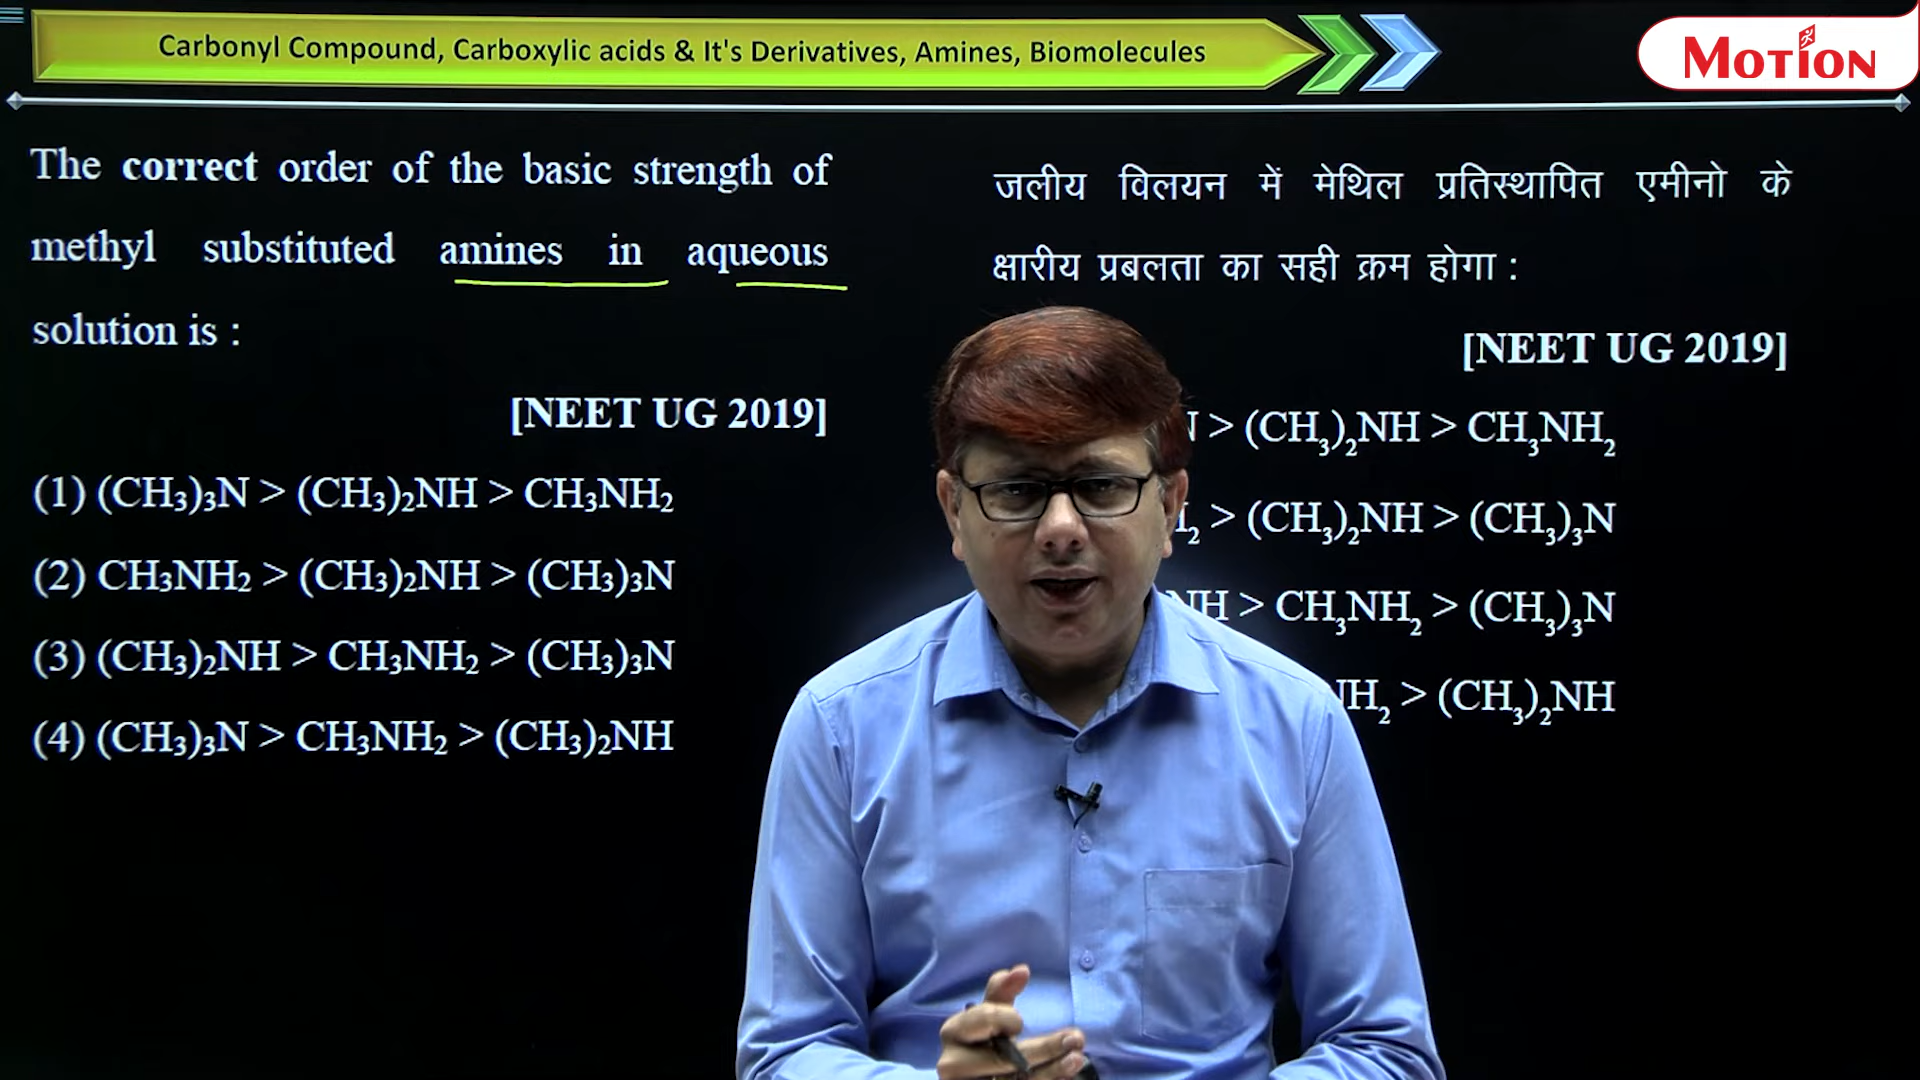 Carbonyl Compound, Carboxylic acids & It's Derivatives, Amines, Biomolecules
MOTION
The correct order of the basic strength of
methyl substituted amines in aqueous
solution is :
[NEET UG 2019]
(1) (CH₃)₃N > (CH₃)₂NH > CH₃NH₂
(2) CH₃NH₂ > (CH₃)₂NH > (CH₃)₃N
(3) (CH₃)₂NH > CH₃NH₂ > (CH₃)₃N
(4) (CH₃)₃N > CH₃NH₂ > (CH₃)₂NH
जलीय विलयन में मेथिल प्रतिस्थापित एमीनो के
क्षारीय प्रबलता का सही क्रम होगा :
[NEET UG 2019]
N > (CH₃)₂NH > CH₃NH₂
> (CH₃)₂NH > (CH₃)₃N
NH > CH₃NH₂ > (CH₃)₃N
H₂ > (CH₃)₂NH